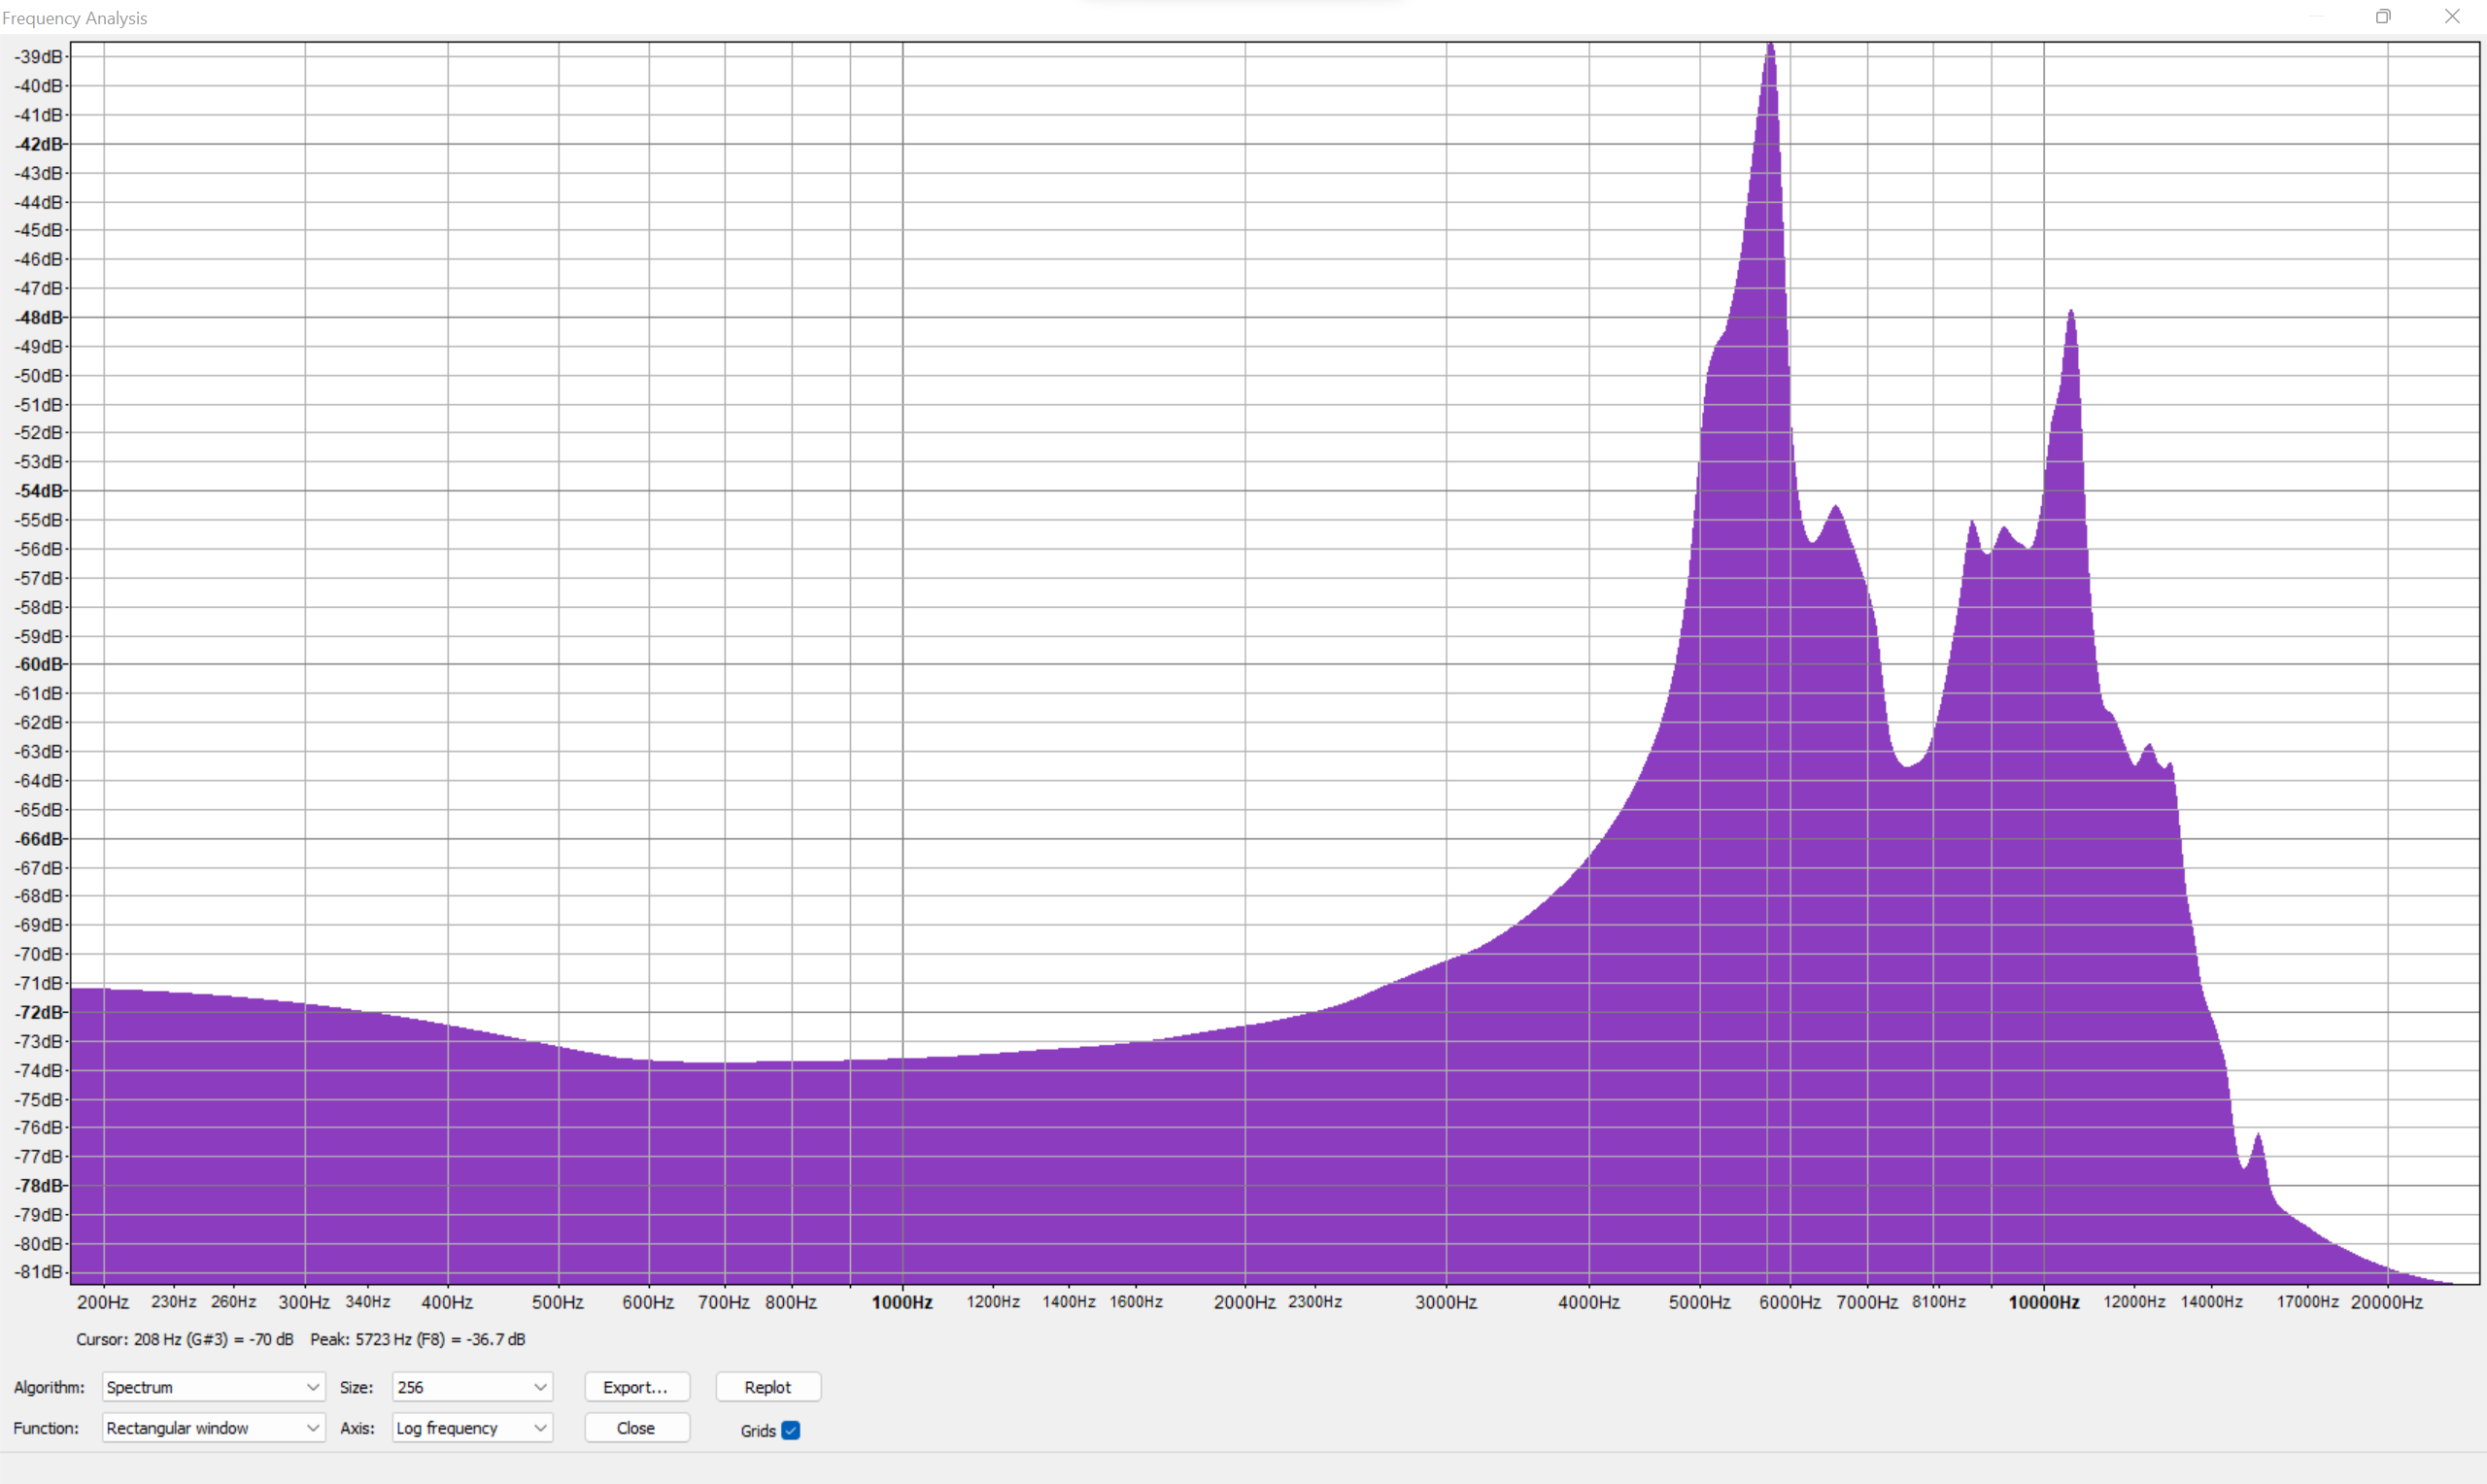 Frequency Analysis
-39dB
-40dB
-41dB
-42dB
-43dB
-44dB
-45dB
-46dB
-47dB
-48dB
-49dB
-50dB
-51dB
-52dB
-53dB
-54dB
-55dB
-56dB
-57dB
-58dB
-59dB
-60dB
-61dB
-62dB
-63dB
-64dB
-65dB
-66dB
-67dB
-68dB
-69dB
-70dB
-71dB
-72dB
-73dB
-74dB
-75dB
-76dB
-77dB
-78dB
-79dB
-80dB
-81dB
200Hz 230Hz 260Hz 300Hz 340Hz 400Hz 500Hz 600Hz 700Hz 800Hz 1000Hz 1200Hz 1400Hz 1600Hz 2000Hz 2300Hz 3000Hz 4000Hz 5000Hz 6000Hz 7000Hz 8100Hz 10000Hz 12000Hz 14000Hz 17000Hz 20000Hz
Cursor: 208 Hz (G#3) = -70 dB Peak: 5723 Hz (F8) = -36.7 dB
Algorithm: Spectrum Size: 256 Export... Replot
Function: Rectangular window Axis: Log frequency Close Grids